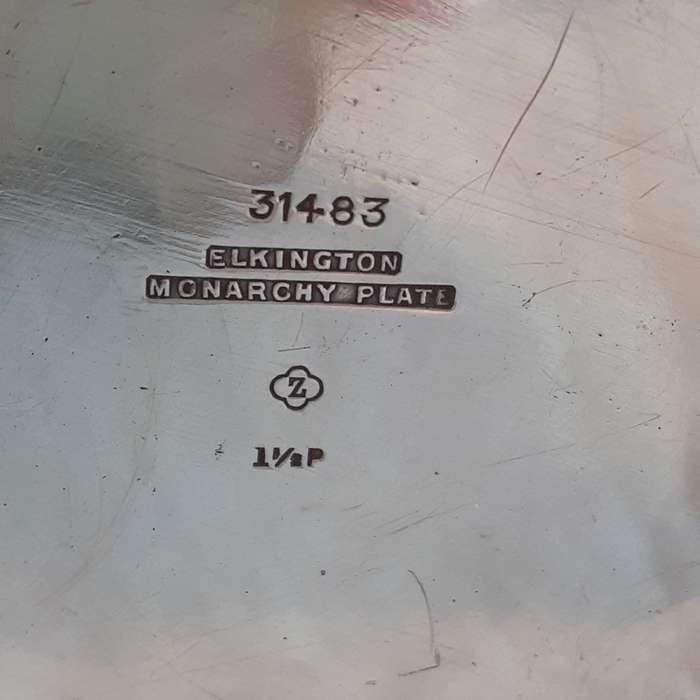 31483
ELKINGTON
MONARCHY PLATE
Z
1½P